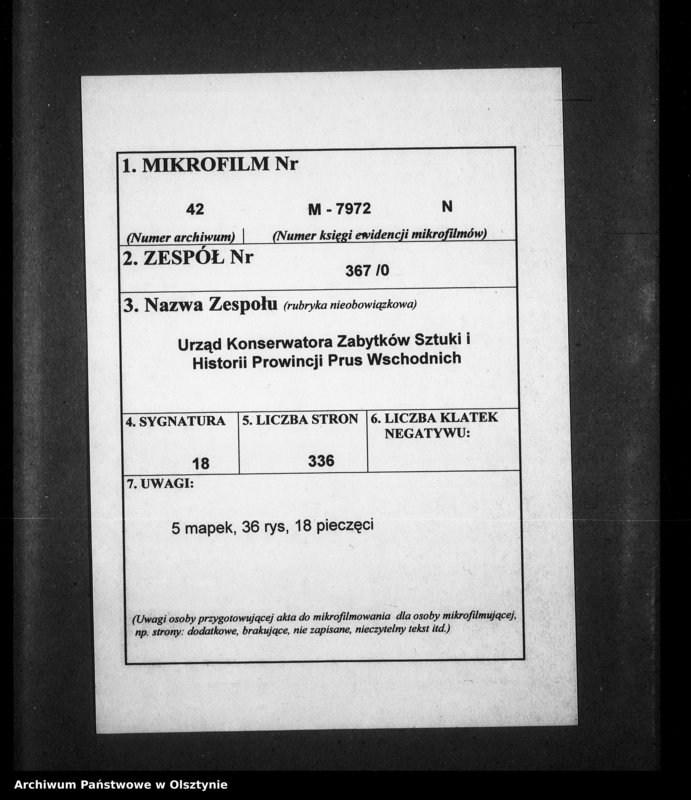 1. MIKROFILM Nr
42 M - 7972 N
(Numer archiwum) (Numer księgi ewidencji mikrofilmów)
2. ZESPÓŁ Nr
367 /0
3. Nazwa Zespołu (rubryka nieobowiązkowa)
Urząd Konserwatora Zabytków Sztuki i
Historii Prowincji Prus Wschodnich
4. SYGNATURA 5. LICZBA STRON 6. LICZBA KLATEK
NEGATYWU:
18 336
7. UWAGI:
5 mapek, 36 rys, 18 pieczęci
(Uwagi osoby przygotowującej akta do mikrofilmowania dla osoby mikrofilmującej,
np. strony: dodatkowe, brakujące, nie zapisane, nieczytelny tekst itd.)
Archiwum Państwowe w Olsztynie